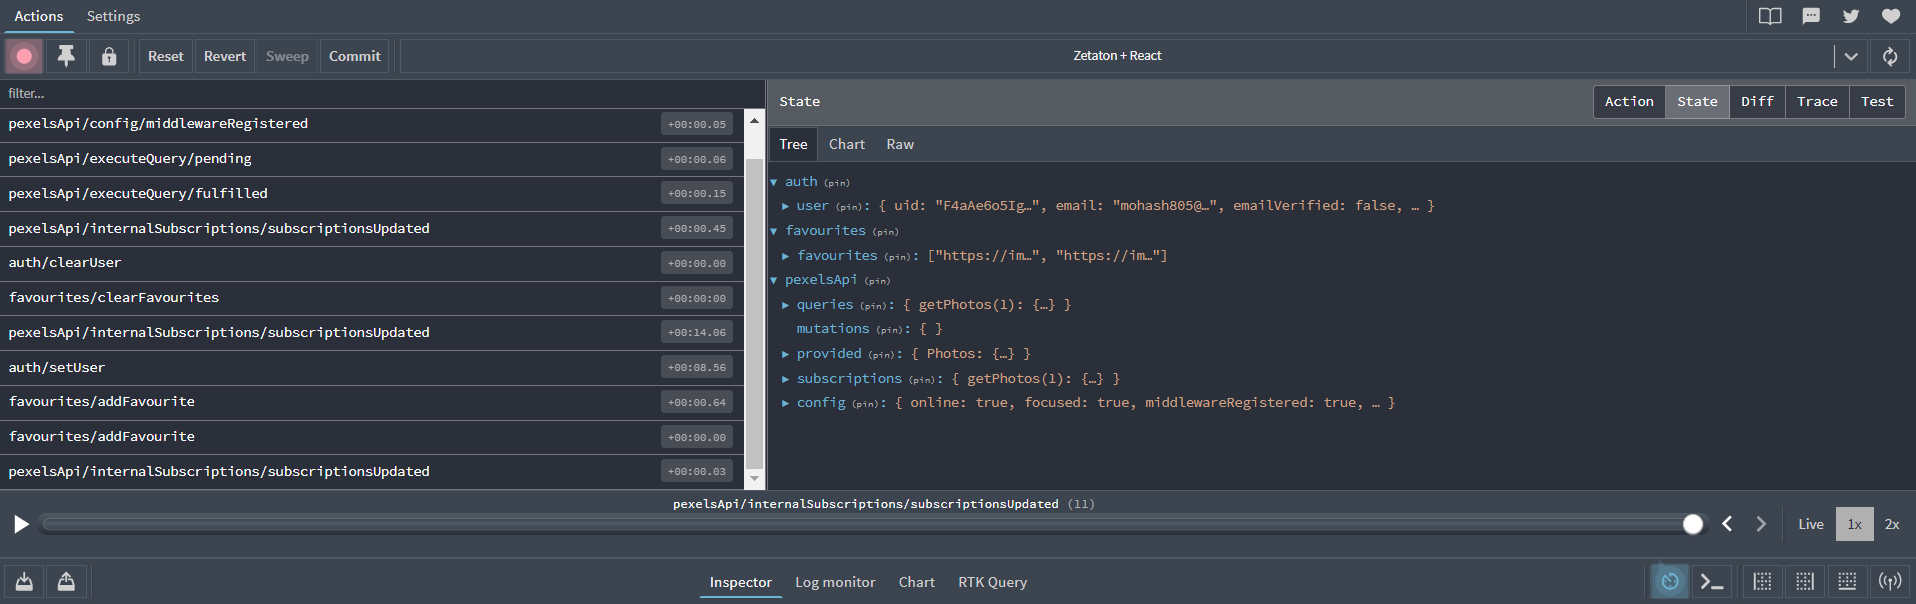 Actions Settings
Reset Revert Sweep Commit Zetaton + React
filter...
pexelsApi/config/middlewareRegistered +00:00.05
pexelsApi/executeQuery/pending +00:00.06
pexelsApi/executeQuery/fulfilled +00:00.15
pexelsApi/internalSubscriptions/subscriptionsUpdated +00:00.45
auth/clearUser +00:00.00
favourites/clearFavourites +00:00:00
pexelsApi/internalSubscriptions/subscriptionsUpdated +00:14.06
auth/setUser +00:08.56
favourites/addFavourite +00:00.64
favourites/addFavourite +00:00.00
pexelsApi/internalSubscriptions/subscriptionsUpdated +00:00.03
State Action State Diff Trace Test
Tree Chart Raw
auth (pin)
user (pin): { uid: "F4aAe6o5Ig…", email: "mohash805@…", emailVerified: false, … }
favourites (pin)
favourites (pin): ["https://im…", "https://im…"]
pexelsApi (pin)
queries (pin): { getPhotos(1): {…} }
mutations (pin): { }
provided (pin): { Photos: {…} }
subscriptions (pin): { getPhotos(1): {…} }
config (pin): { online: true, focused: true, middlewareRegistered: true, … }
pexelsApi/internalSubscriptions/subscriptionsUpdated (11)
Live 1x 2x
Inspector Log monitor Chart RTK Query